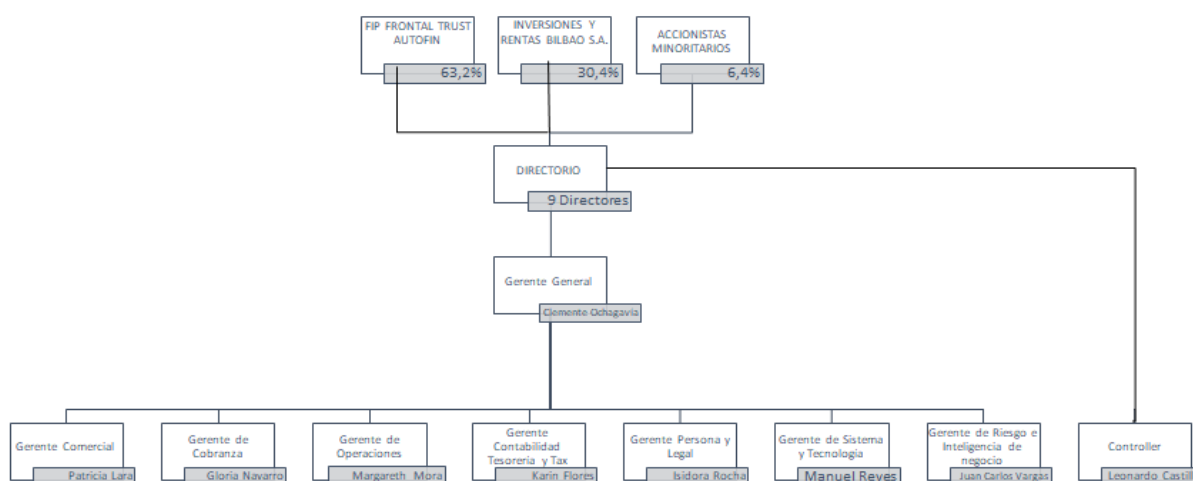 FIP FRONTAL TRUST
AUTOFIN
63,2%
INVERSIONES Y
RENTAS BILBAO S.A.
30,4%
ACCIONISTAS
MINORITARIOS
6,4%
DIRECTORIO
9 Directores
Gerente General
Clemente Ochagavía
Gerente Comercial
Patricia Lara
Gerente de
Cobranza
Gloria Navarro
Gerente de
Operaciones
Margareth Mora
Gerente
Contabilidad
Tesorería y Tax
Karin Flores
Gerente Persona y
Legal
Isidora Rocha
Gerente de Sistema
y Tecnología
Manuel Reyes
Gerente de Riesgo e
Inteligencia de
negocio
Juan Carlos Vargas
Controller
Leonardo Castill